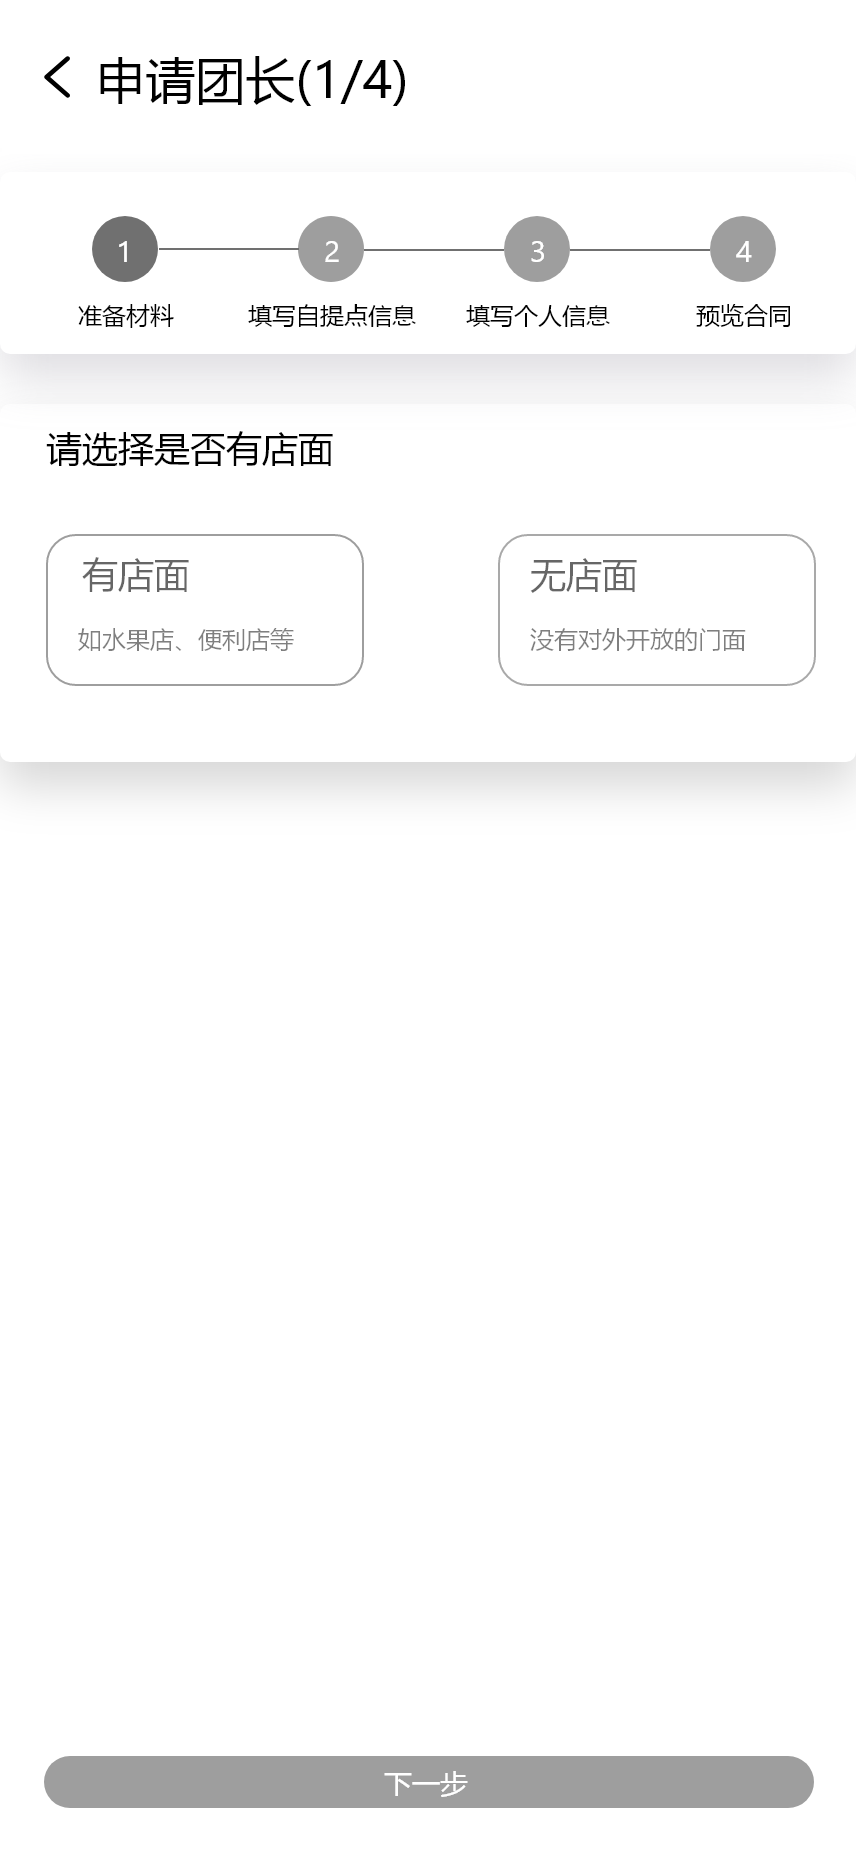 申请团长(1/4)
1
2
3
4
准备材料
填写自提点信息
填写个人信息
预览合同
请选择是否有店面
有店面
如水果店、便利店等
无店面
没有对外开放的门面
下一步